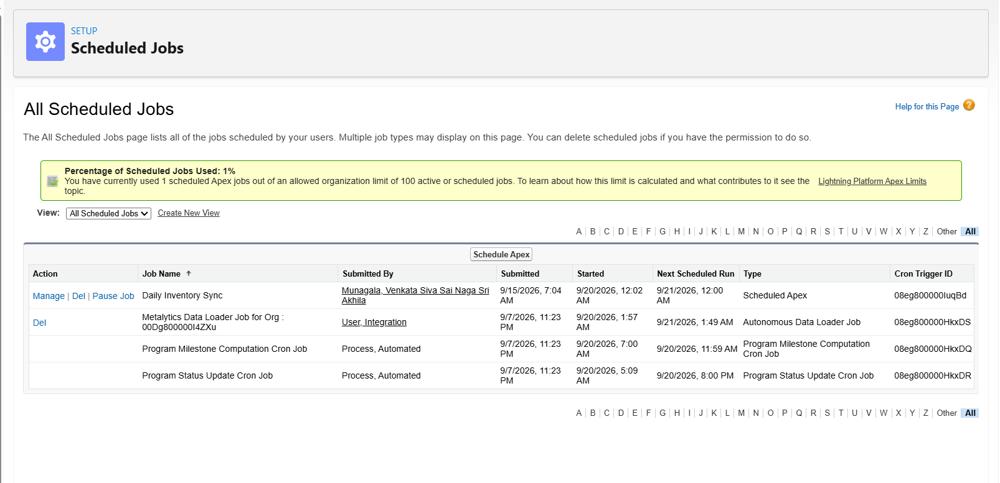 SETUP
Scheduled Jobs
All Scheduled Jobs
Help for this Page ?
The All Scheduled Jobs page lists all of the jobs scheduled by your users. Multiple job types may display on this page. You can delete scheduled jobs if you have the permission to do so.
Percentage of Scheduled Jobs Used: 1%
You have currently used 1 scheduled Apex jobs out of an allowed organization limit of 100 active or scheduled jobs. To learn about how this limit is calculated and what contributes to it see the Lightning Platform Apex Limits
topic.
View: All Scheduled Jobs Create New View
A | B | C | D | E | F | G | H | I | J | K | L | M | N | O | P | Q | R | S | T | U | V | W | X | Y | Z | Other | All
Schedule Apex
Action Job Name ↑ Submitted By Submitted Started Next Scheduled Run Type Cron Trigger ID
Manage | Del | Pause Job Daily Inventory Sync Munagala, Venkata Siva Sai Naga Sri Akhila 9/15/2026, 7:04 AM 9/20/2026, 12:02 AM 9/21/2026, 12:00 AM Scheduled Apex 08eg800000IuqBd
Del Metalytics Data Loader Job for Org : 00Dg800000I4ZXu User, Integration 9/7/2026, 11:23 PM 9/20/2026, 1:57 AM 9/21/2026, 1:49 AM Autonomous Data Loader Job 08eg800000HkxDS
Program Milestone Computation Cron Job Process, Automated 9/7/2026, 11:23 PM 9/20/2026, 7:00 AM 9/20/2026, 11:59 AM Program Milestone Computation Cron Job 08eg800000HkxDQ
Program Status Update Cron Job Process, Automated 9/7/2026, 11:23 PM 9/20/2026, 5:09 AM 9/20/2026, 8:00 PM Program Status Update Cron Job 08eg800000HkxDR
A | B | C | D | E | F | G | H | I | J | K | L | M | N | O | P | Q | R | S | T | U | V | W | X | Y | Z | Other | All